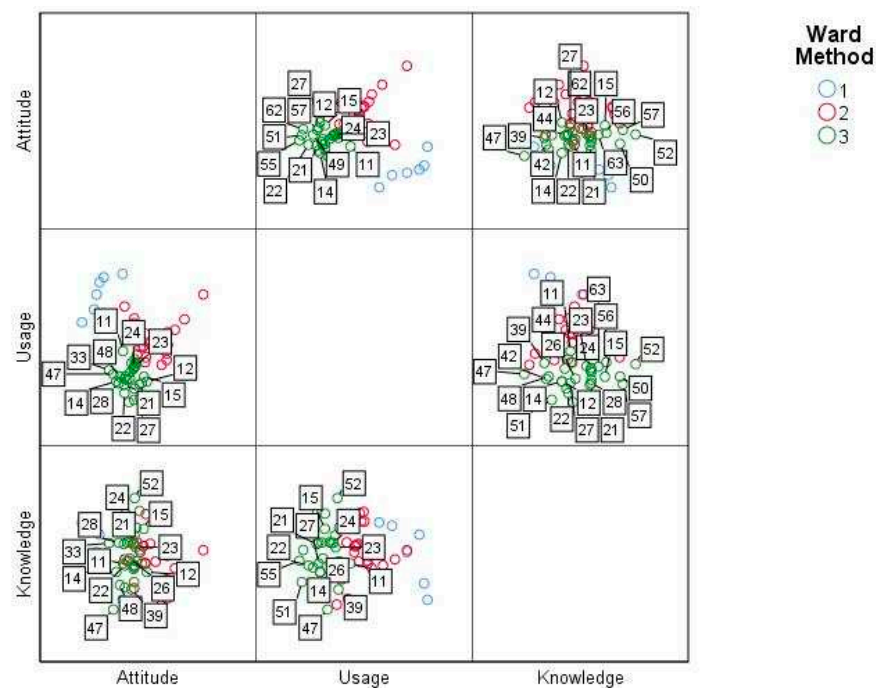 Ward
Method
1
2
3
Attitude
27
62 57 12 15
51 24 23
55 21 49 11
22 14
27
12 62 15
44 23 56 57
47 39 52
42 11 63 50
14 22 21
Usage
11 24
33 48 23
47 12
14 28 21 15
22 27
11 63
39 44 23 56
42 26 24 15 52
47
48 14 50
51 22 12 28 57
27 21
Knowledge
24 52
28 21 15
33 11 23
14 12
22 26
48 39
47
15 52
21 27 24
22 23
55 26 11
14
51 39
47
Attitude Usage Knowledge